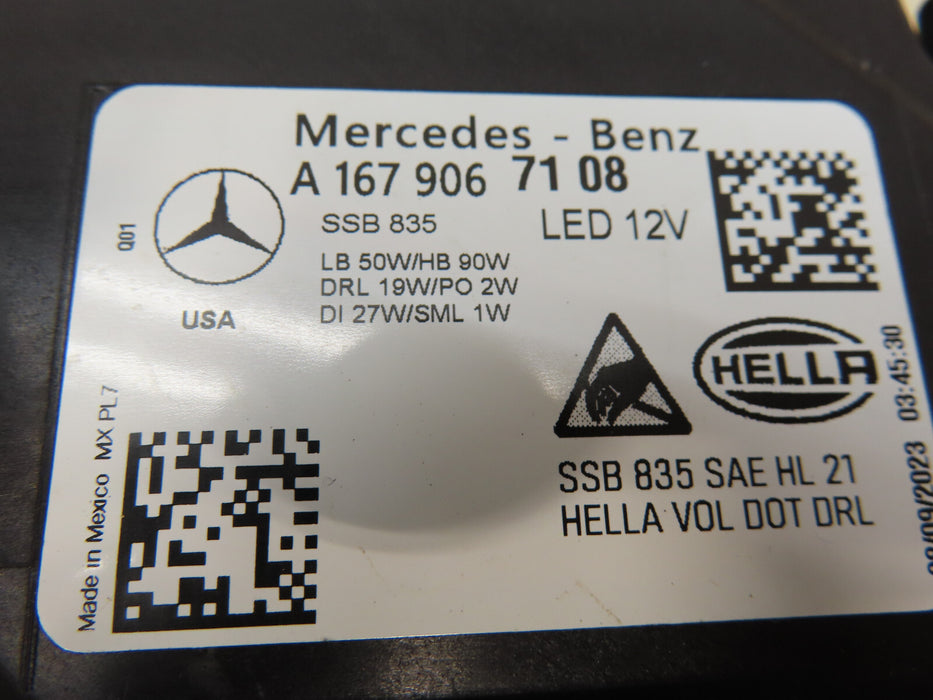 Mercedes - Benz
A 167 906 7108
SSB 835
LED 12V
LB 50W/HB 90W
DRL 19W/PO 2W
DI 27W/SML 1W
Q01
USA
HELLA
SSB 835 SAE HL 21
HELLA VOL DOT DRL
Made in Mexico MX PL7
03:45:30